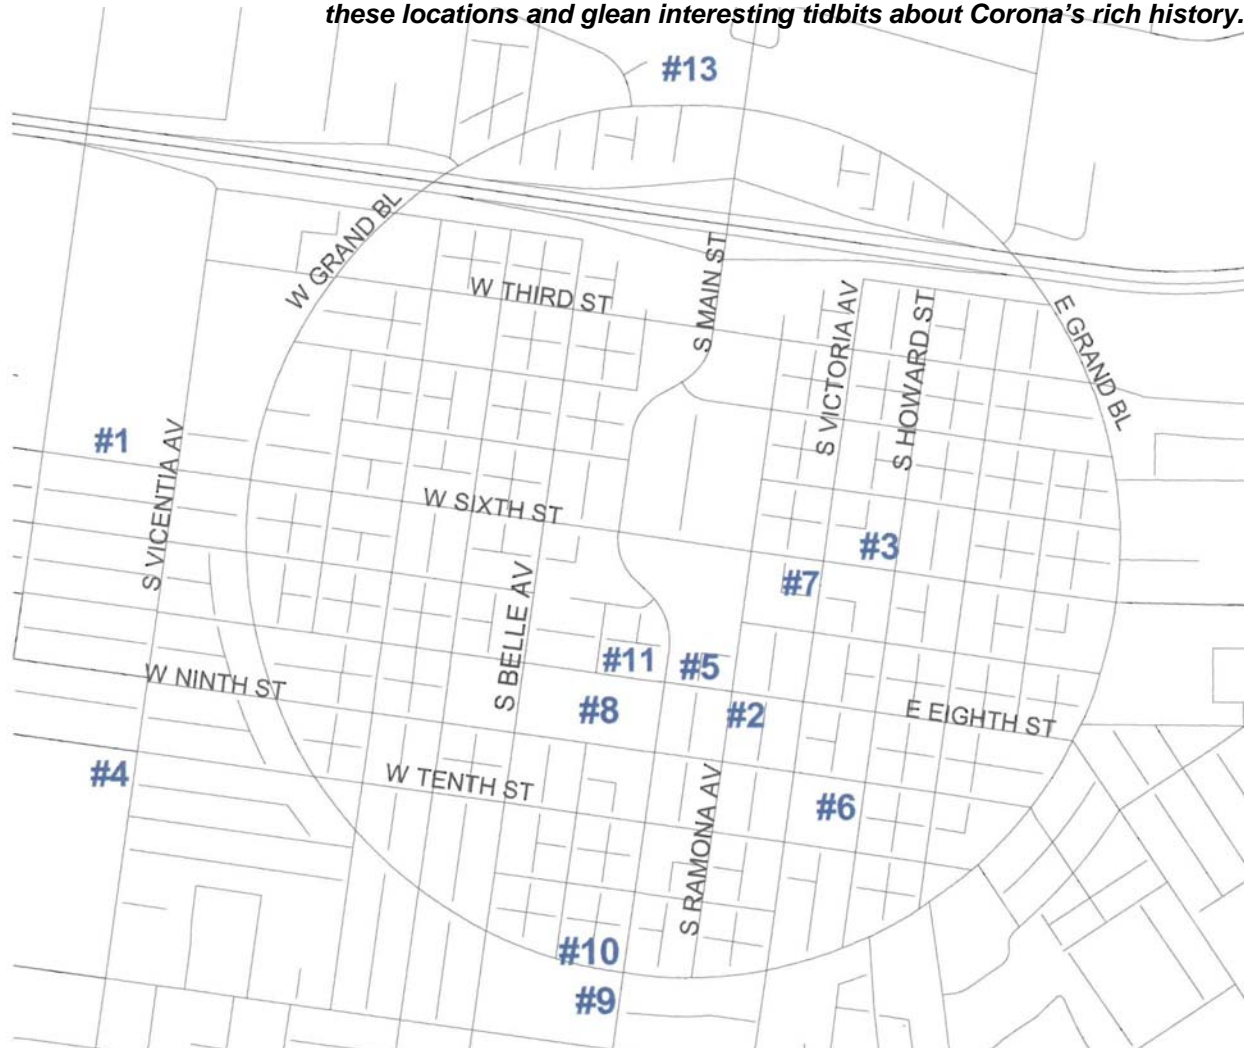 these locations and glean interesting tidbits about Corona's rich history.
#13
W GRAND BL
S MAIN ST
W THIRD ST
S VICTORIA AV
S HOWARD ST
E GRAND BL
#1
S VICENTIA AV
W SIXTH ST
#3
#7
S BELLE AV
#11
#5
W NINTH ST
#8
#2
E EIGHTH ST
#4
W TENTH ST
#6
S RAMONA AV
#10
#9